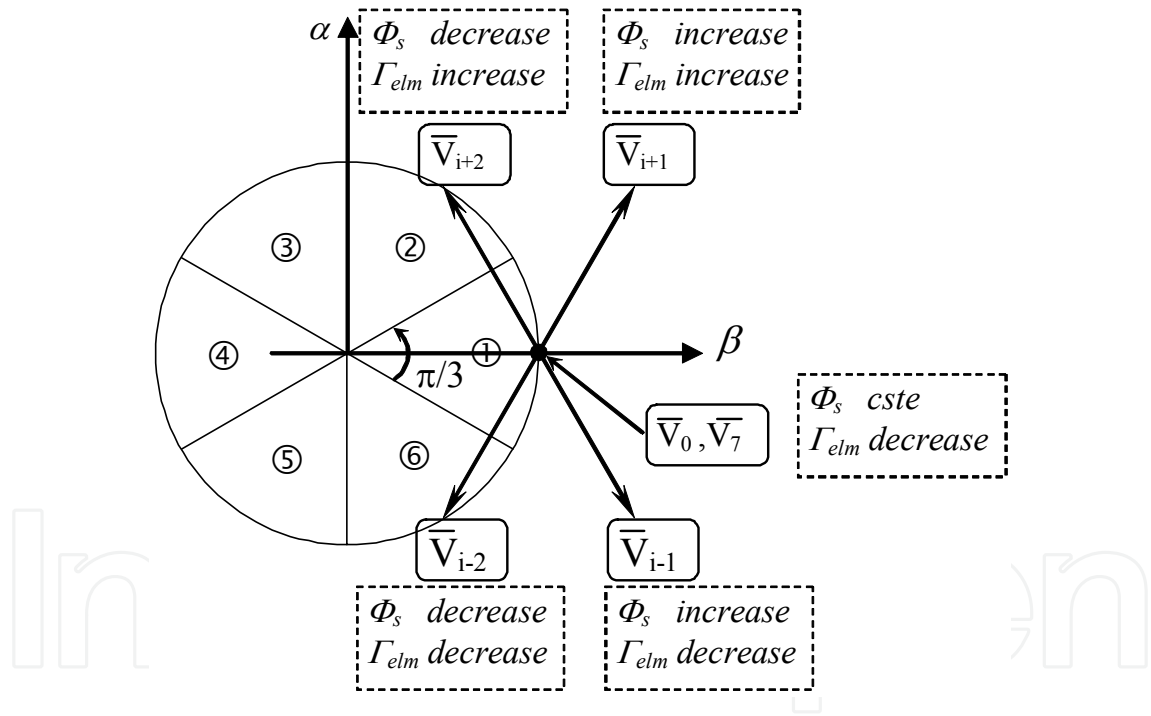 α
Φs decrease
Γelm increase
Φs increase
Γelm increase
V̅i+2
V̅i+1
③
②
④
①
π/3
β
⑤
⑥
Φs cste
Γelm decrease
V̅0 ,V̅7
V̅i-2
V̅i-1
Φs decrease
Γelm decrease
Φs increase
Γelm decrease